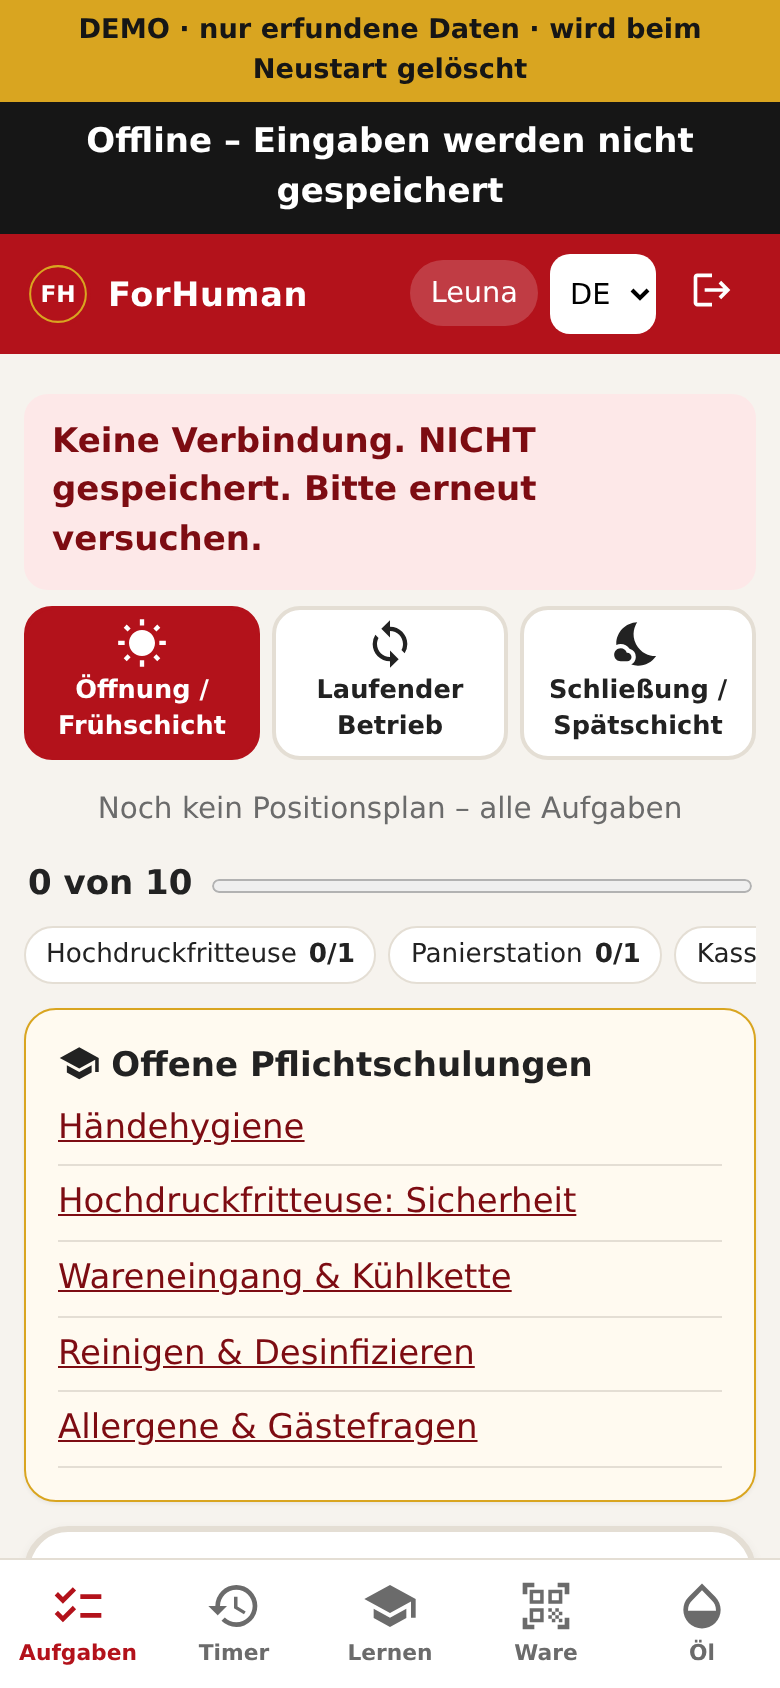 DEMO · nur erfundene Daten · wird beim
Neustart gelöscht
Offline – Eingaben werden nicht
gespeichert
FH ForHuman Leuna DE
Keine Verbindung. NICHT
gespeichert. Bitte erneut
versuchen.
Öffnung /
Frühschicht
Laufender
Betrieb
Schließung /
Spätschicht
Noch kein Positionsplan – alle Aufgaben
0 von 10
Hochdruckfritteuse 0/1 Panierstation 0/1 Kass
Offene Pflichtschulungen
Händehygiene
Hochdruckfritteuse: Sicherheit
Wareneingang & Kühlkette
Reinigen & Desinfizieren
Allergene & Gästefragen
Aufgaben Timer Lernen Ware Öl